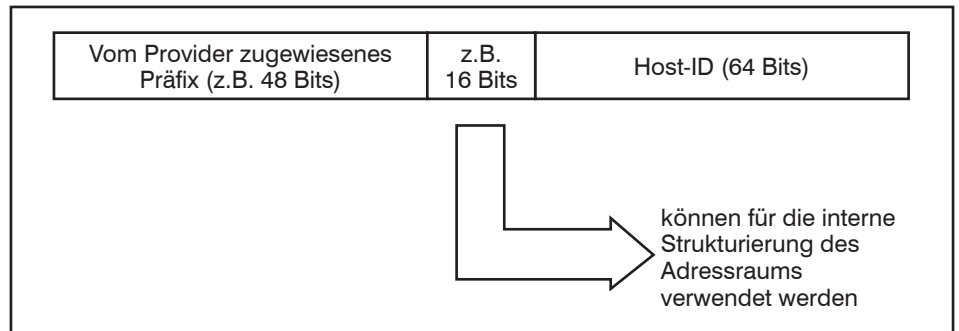 Vom Provider zugewiesenes
Präfix (z.B. 48 Bits)
z.B.
16 Bits
Host-ID (64 Bits)
können für die interne
Strukturierung des
Adressraums
verwendet werden